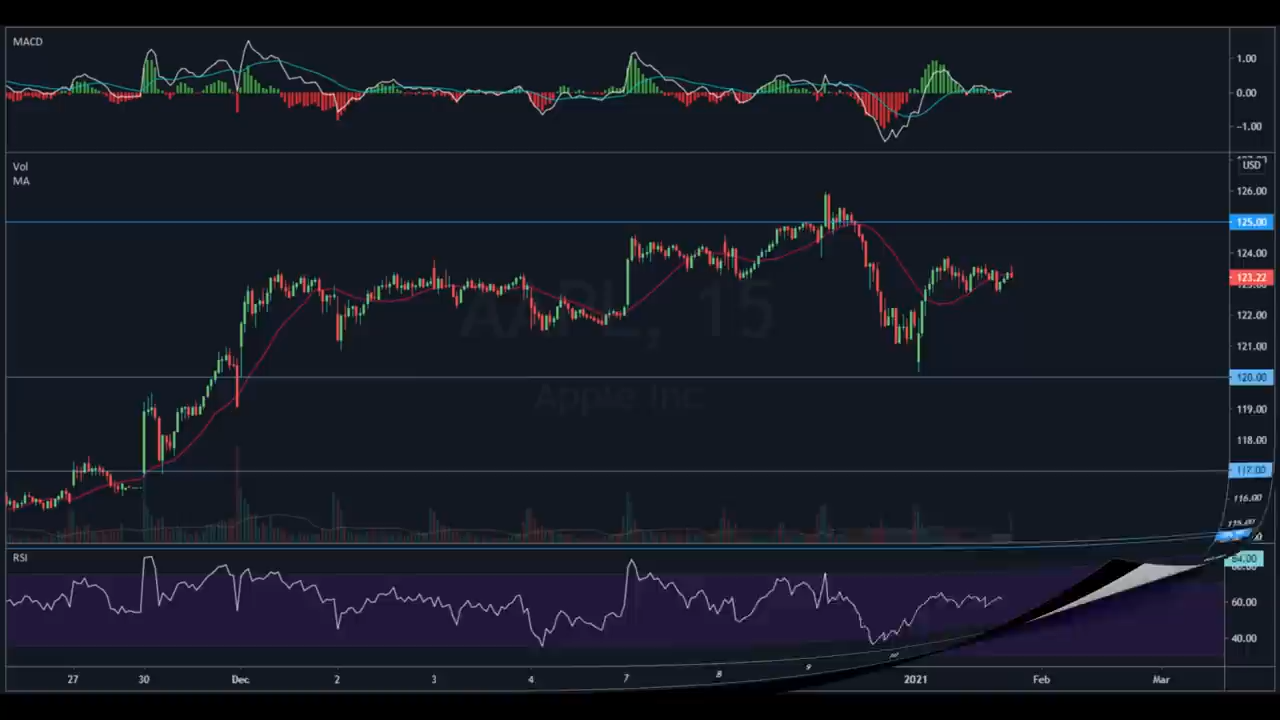 MACD
1.00
0.00
−1.00
Vol
MA
USD
126.00
125.00
124.00
123.22
122.00
121.00
120.00
119.00
118.00
117.00
116.00
AAPL, 15
Apple Inc
RSI
60.00
40.00
27 30 Dec 2 3 4 7 8 9 2021 Feb Mar